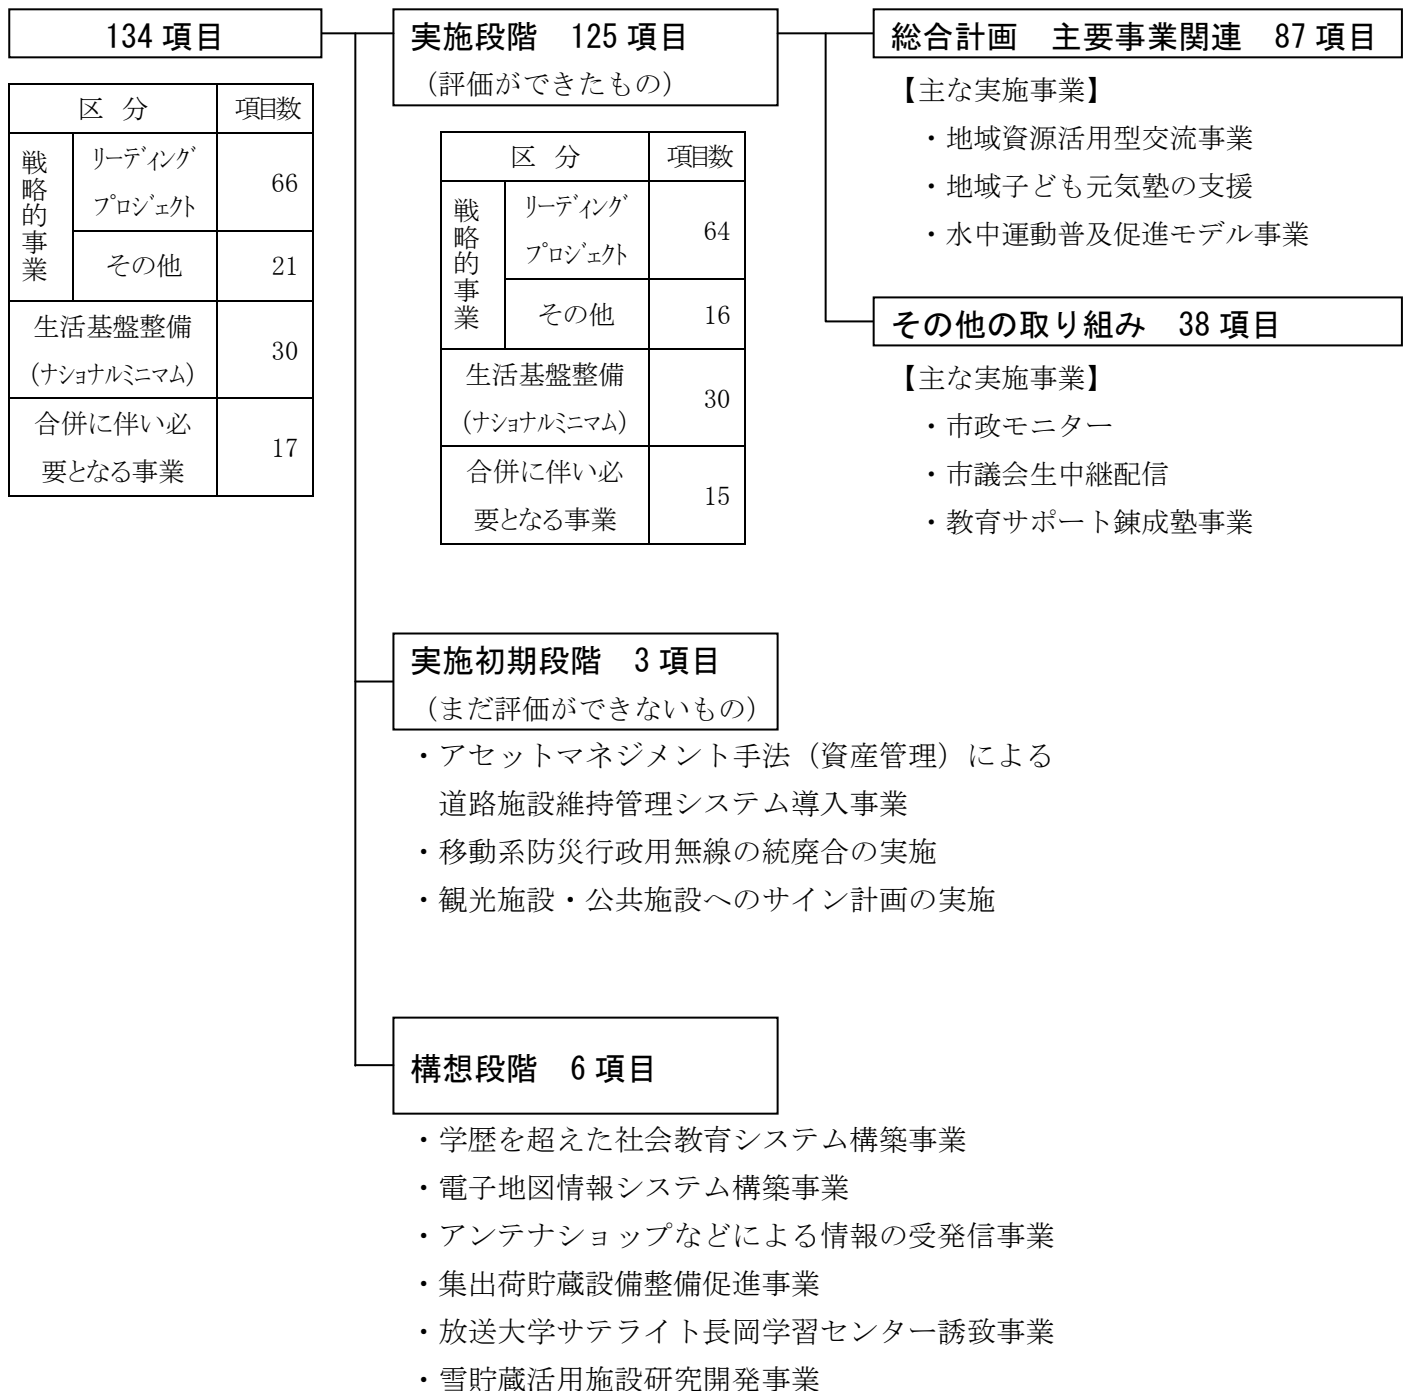 134 項目
区 分 項目数
戦略的事業
リーディング
プロジェクト
66
その他 21
生活基盤整備
(ナショナルミニマム)
30
合併に伴い必
要となる事業
17
実施段階 125 項目
（評価ができたもの）
区 分 項目数
戦略的事業
リーディング
プロジェクト
64
その他 16
生活基盤整備
(ナショナルミニマム)
30
合併に伴い必
要となる事業
15
総合計画 主要事業関連 87 項目
【主な実施事業】
・地域資源活用型交流事業
・地域子ども元気塾の支援
・水中運動普及促進モデル事業
その他の取り組み 38 項目
【主な実施事業】
・市政モニター
・市議会生中継配信
・教育サポート錬成塾事業
実施初期段階 3 項目
（まだ評価ができないもの）
・アセットマネジメント手法（資産管理）による
道路施設維持管理システム導入事業
・移動系防災行政用無線の統廃合の実施
・観光施設・公共施設へのサイン計画の実施
構想段階 6 項目
・学歴を超えた社会教育システム構築事業
・電子地図情報システム構築事業
・アンテナショップなどによる情報の受発信事業
・集出荷貯蔵設備整備促進事業
・放送大学サテライト長岡学習センター誘致事業
・雪貯蔵活用施設研究開発事業